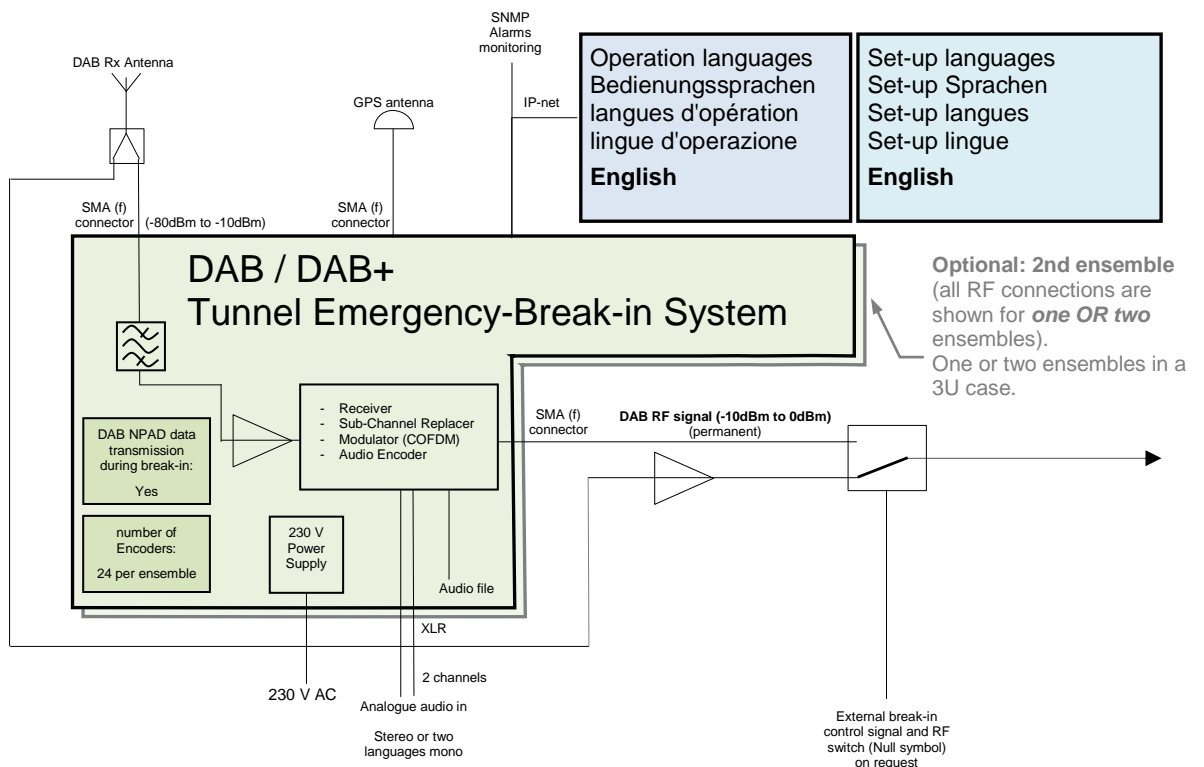 SNMP
Alarms
monitoring
DAB Rx Antenna
GPS antenna
IP-net
Operation languages
Bedienungssprachen
langues d'opération
lingue d'operazione
English
Set-up languages
Set-up Sprachen
Set-up langues
Set-up lingue
English
SMA (f)
connector
(-80dBm to -10dBm)
SMA (f)
connector
DAB / DAB+
Tunnel Emergency-Break-in System
Optional: 2nd ensemble
(all RF connections are
shown for one OR two
ensembles).
One or two ensembles in a
3U case.
- Receiver
- Sub-Channel Replacer
- Modulator (COFDM)
- Audio Encoder
SMA (f)
connector
DAB RF signal (-10dBm to 0dBm)
(permanent)
DAB NPAD data
transmission
during break-in:
Yes
number of
Encoders:
24 per ensemble
230 V
Power
Supply
Audio file
XLR
2 channels
230 V AC
Analogue audio in
Stereo or two
languages mono
External break-in
control signal and RF
switch (Null symbol)
on request